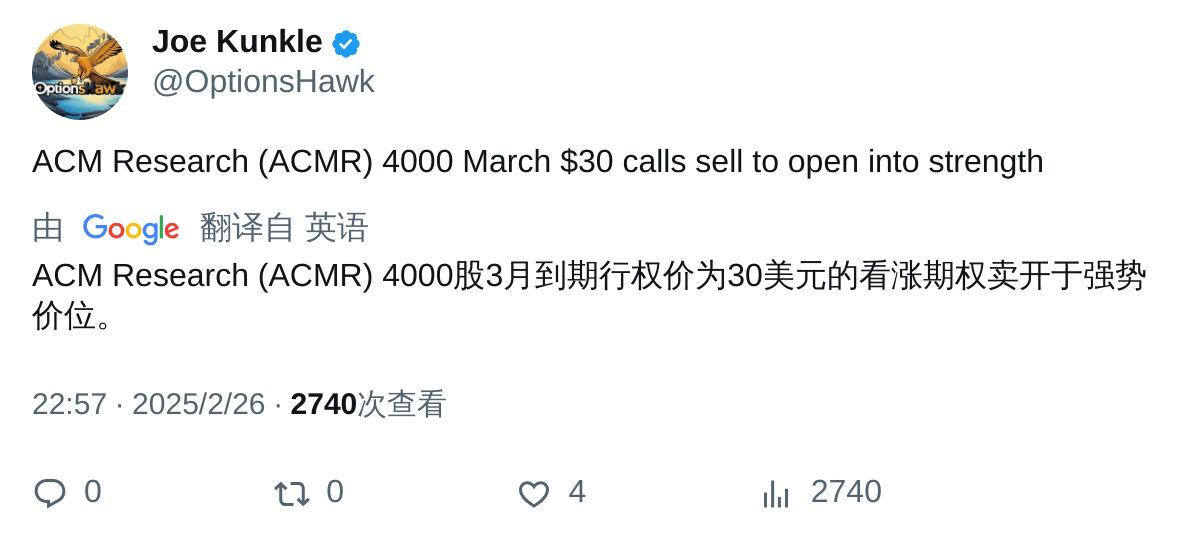 OptionsHawk
Joe Kunkle
@OptionsHawk
ACM Research (ACMR) 4000 March $30 calls sell to open into strength
由 Google 翻译自 英语
ACM Research (ACMR) 4000股3月到期行权价为30美元的看涨期权卖开于强势
价位。
22:57 · 2025/2/26 · 2740次查看
0 0 4 2740